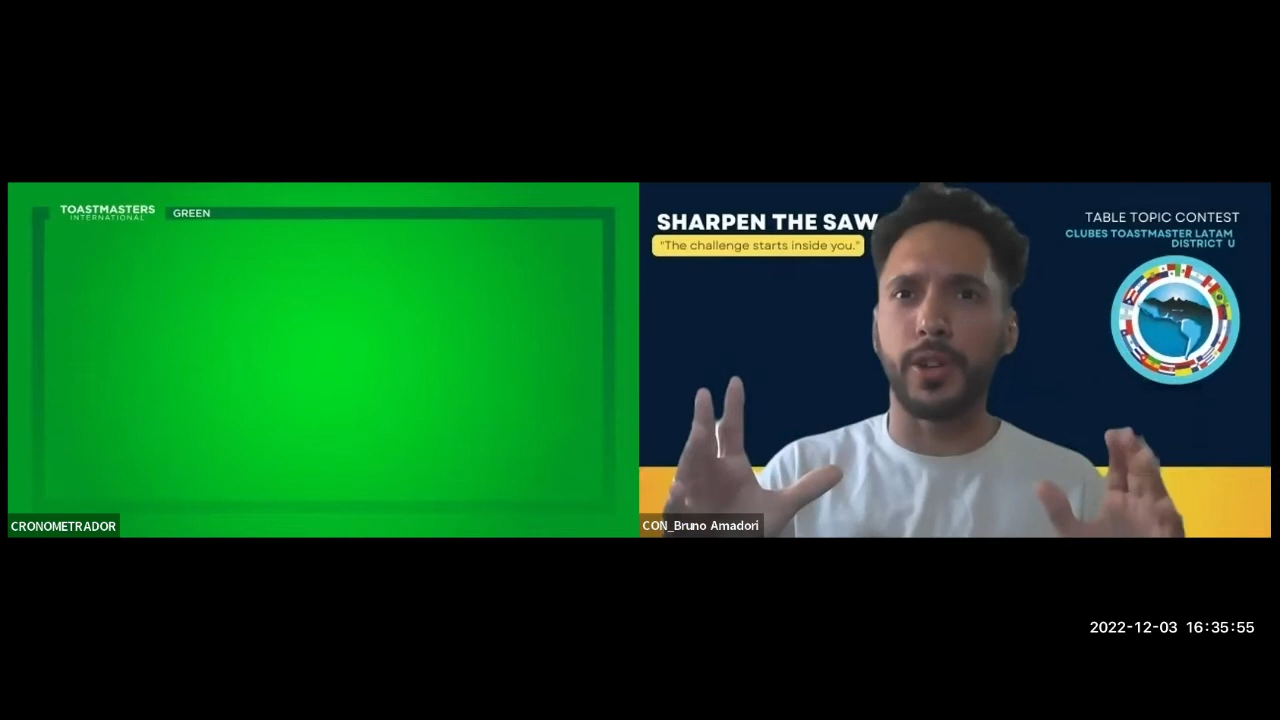 TOASTMASTERS
INTERNATIONAL
GREEN
CRONOMETRADOR
SHARPEN THE SAW
"The challenge starts inside you."
TABLE TOPIC CONTEST
CLUBES TOASTMASTER LATAM
DISTRICT U
CON_Bruno Amadori
2022-12-03 16:35:55